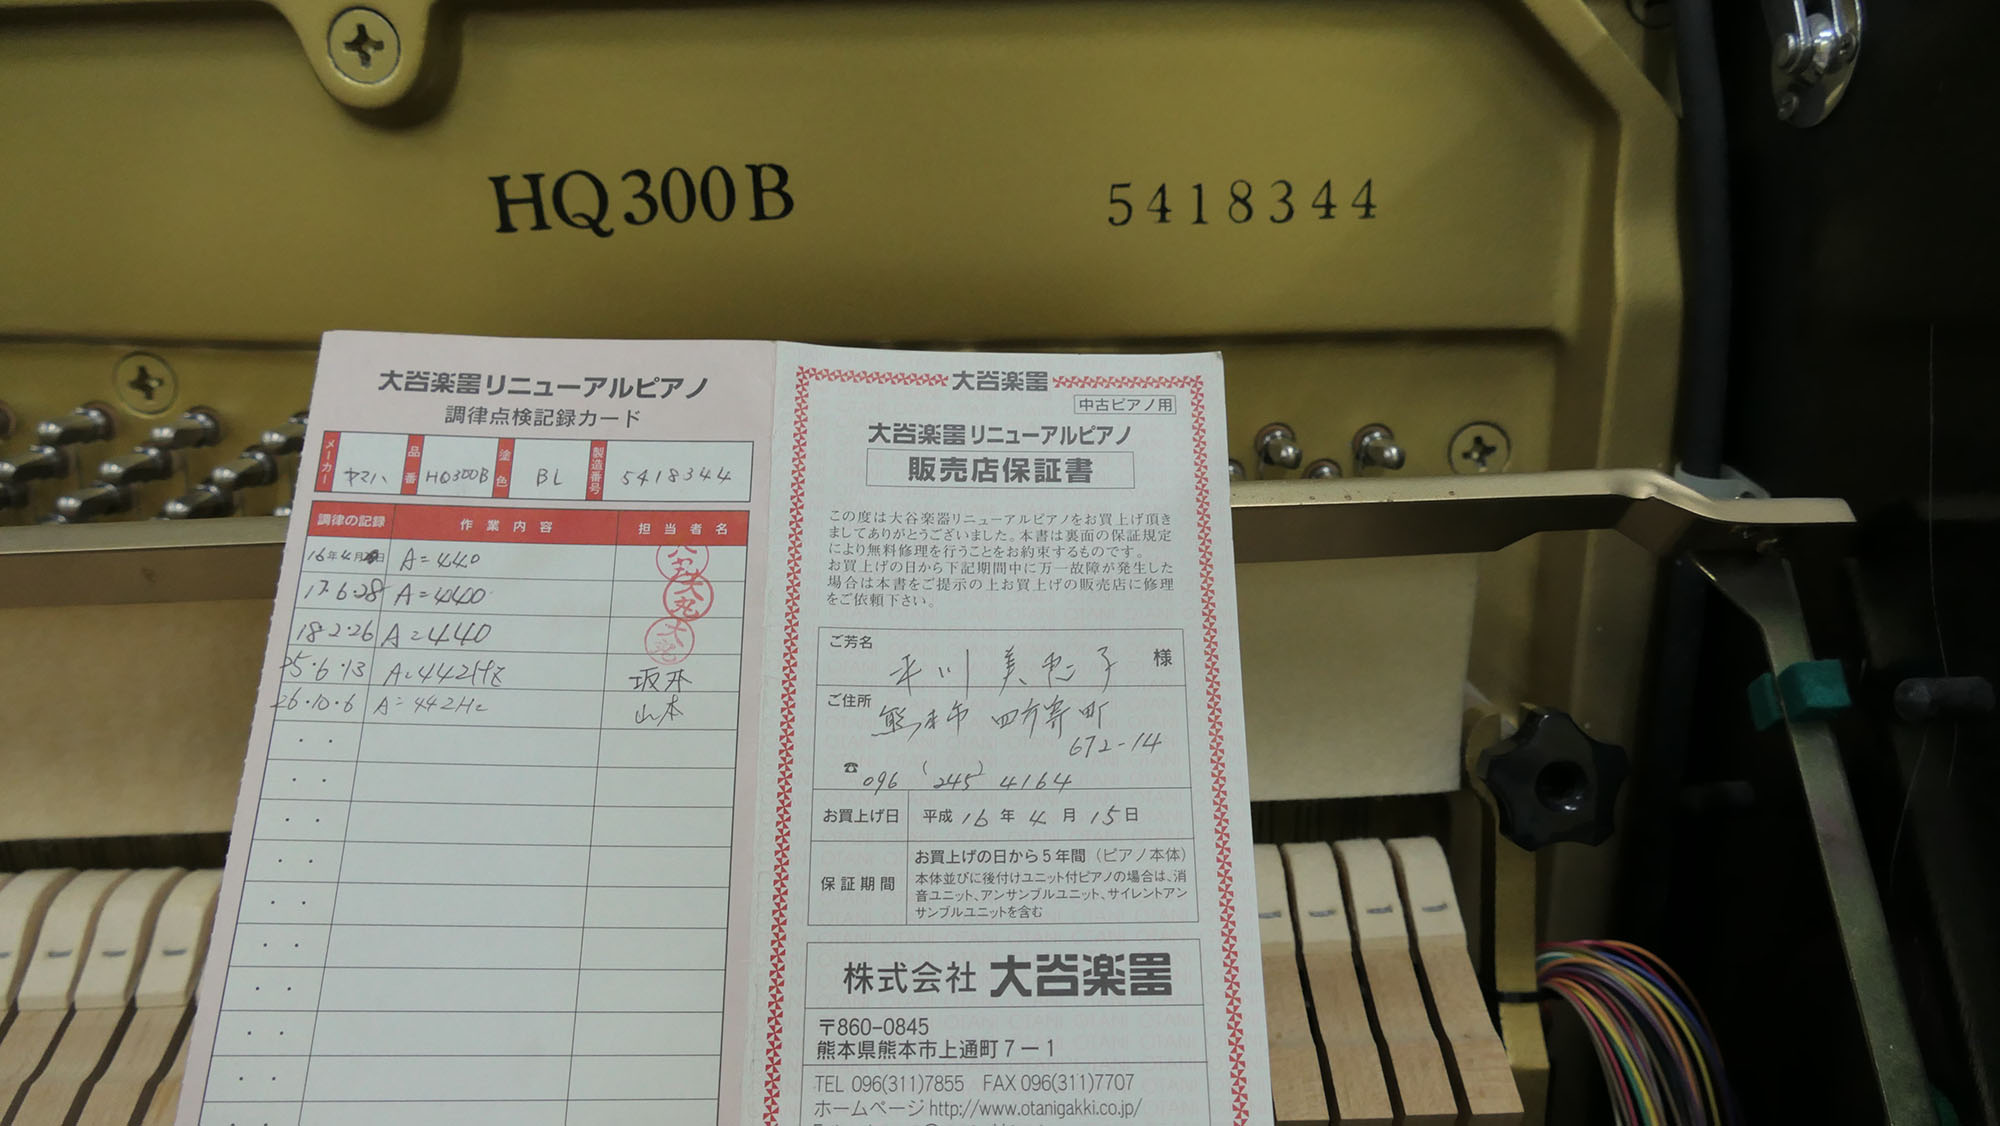 HQ300B
5418344
大谷楽器リニューアルピアノ
調律点検記録カード
メーカー ヤマハ 品番 HQ300B 塗色 BL 製造番号 5418344
調律の記録 作業内容 担当者名
16年4月 日 A=440
17.6.28 A=440 大丸
18.2.26 A=440 大丸
25.6.13 A=442Hz 坂本
26.10.6 A=442Hz 山本
大谷楽器
中古ピアノ用
大谷楽器リニューアルピアノ
販売店保証書
この度は大谷楽器リニューアルピアノをお買上げ頂き
ましてありがとうございました。本書は裏面の保証規定
により無料修理を行うことをお約束するものです。
お買上げの日から下記期間中に万一故障が発生した
場合は本書をご提示の上お買上げの販売店に修理
をご依頼下さい。
ご芳名 平川 美恵子 様
ご住所 熊本市 四方寄町
672-14
☎ 096 (245) 4164
お買上げ日 平成16年4月15日
保証期間 お買上げの日から5年間(ピアノ本体)
本体並びに後付けユニット付ピアノの場合は、消
音ユニット、アンサンブルユニット、サイレントアン
サンブルユニットを含む
株式会社 大谷楽器
〒860-0845
熊本県熊本市上通町7-1
TEL 096(311)7855 FAX 096(311)7707
ホームページ http://www.otanigakki.co.jp/